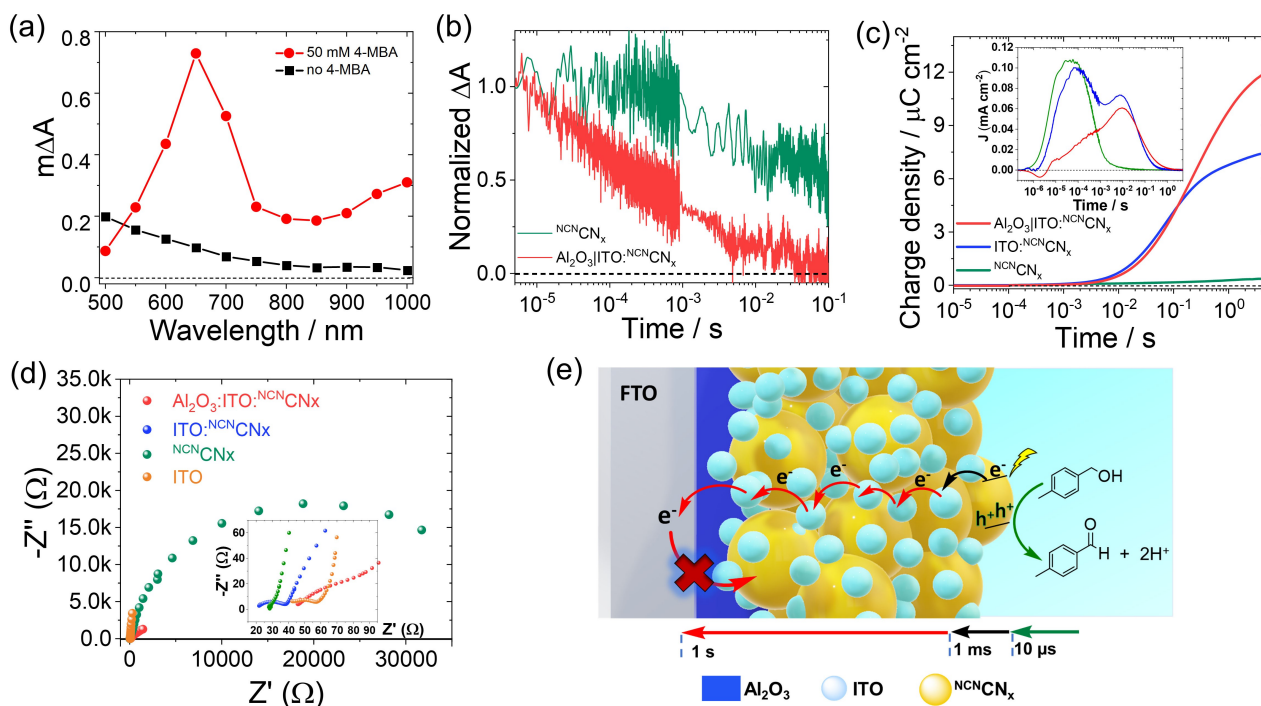 (a)
mΔA
0.8
0.6
0.4
0.2
0.0
50 mM 4-MBA
no 4-MBA
500 600 700 800 900 1000
Wavelength / nm
(b)
Normalized ΔA
1.0
0.5
0.0
NCNCNx
Al2O3|ITO:NCNCNx
10-5 10-4 10-3 10-2 10-1
Time / s
(c)
Charge density / μC cm-2
12
9
6
3
0
J (mA cm-2)
0.12
0.10
0.08
0.06
0.04
0.02
0.00
10-6 10-4 10-3 10-2 100
Time / s
Al2O3|ITO:NCNCNx
ITO:NCNCNx
NCNCNx
10-5 10-4 10-3 10-2 10-1 100
Time / s
(d)
-Z'' (Ω)
35.0k
30.0k
25.0k
20.0k
15.0k
10.0k
5.0k
0.0
Al2O3:ITO:NCNCNx
ITO:NCNCNx
NCNCNx
ITO
-Z'' (Ω)
60
40
20
0
20 30 40 50 60 70 80 90
Z' (Ω)
0 10000 20000 30000
Z' (Ω)
(e)
FTO
e-
e-
e-
e-
e-
h+h+
OH
O
H + 2H+
1 s
1 ms
10 μs
Al2O3
ITO
NCNCNx